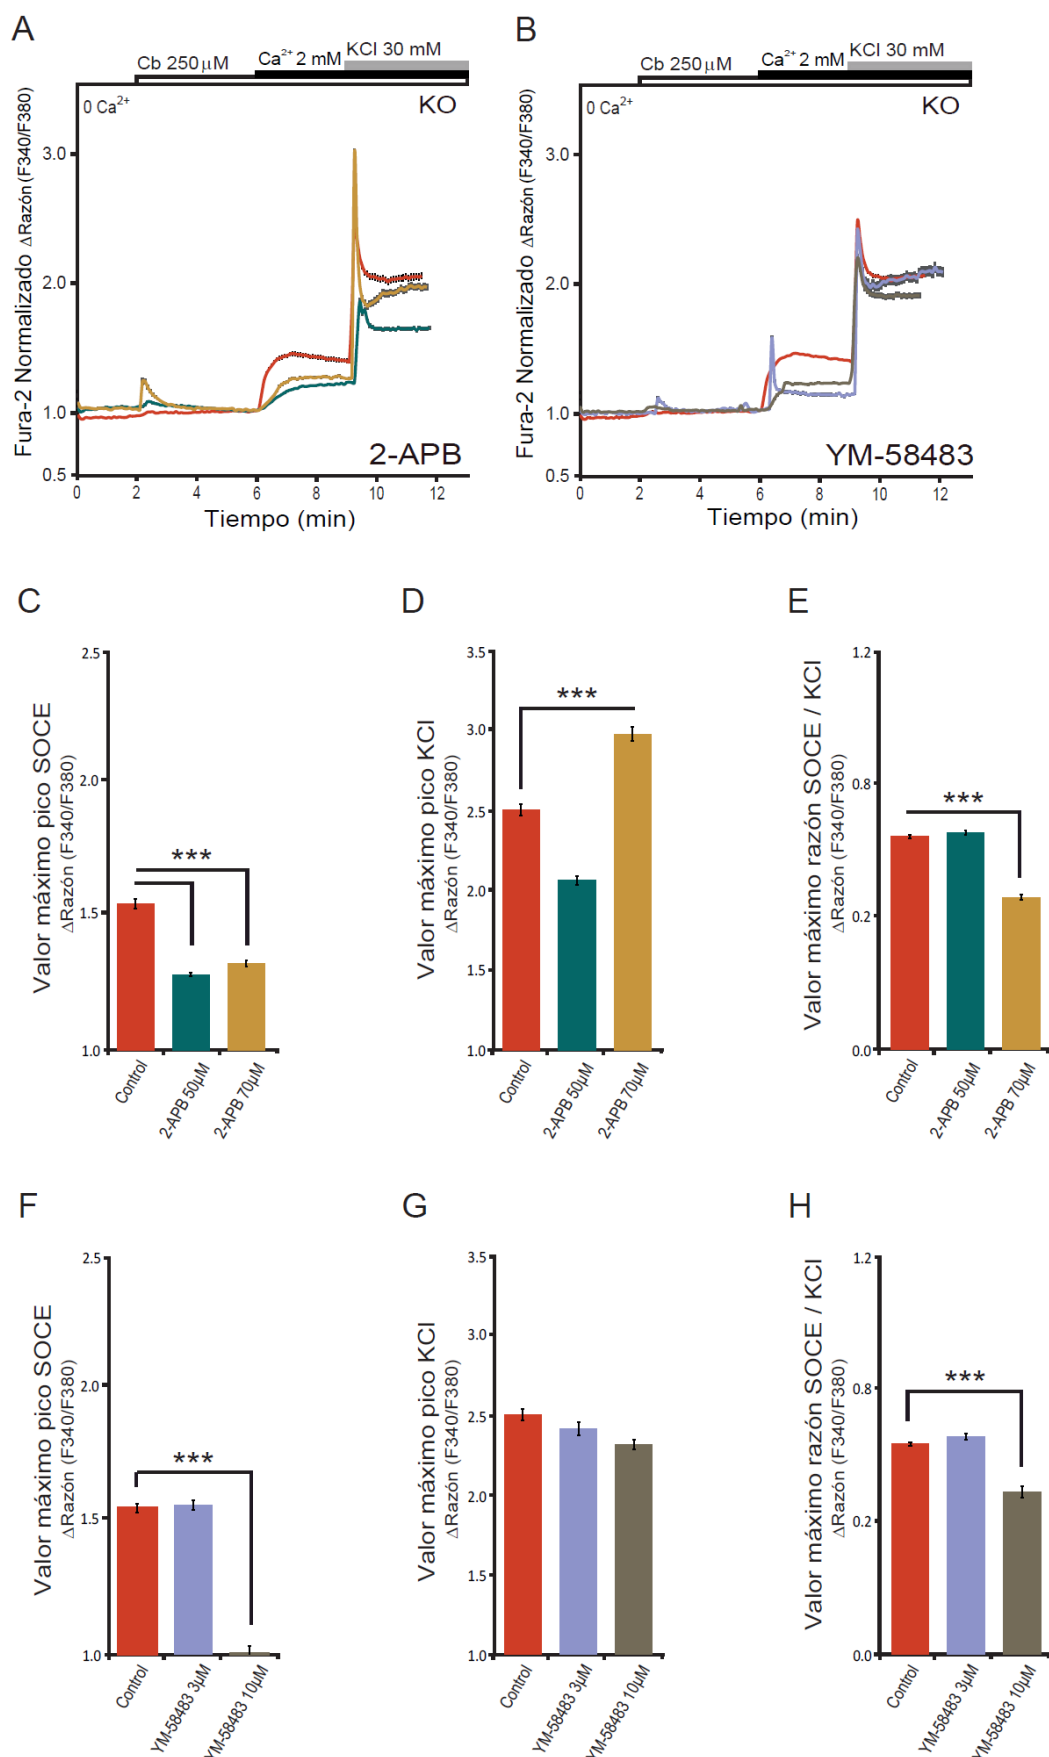 A
Cb 250 µM
Ca²⁺ 2 mM
KCl 30 mM
0 Ca²⁺
KO
Fura-2 Normalizado ΔRazón (F340/F380)
3.0
2.0
1.0
0.5
2-APB
0 2 4 6 8 10 12
Tiempo (min)
B
Cb 250 µM
Ca²⁺ 2 mM
KCl 30 mM
0 Ca²⁺
KO
Fura-2 Normalizado ΔRazón (F340/F380)
3.0
2.0
1.0
0.5
YM-58483
0 2 4 6 8 10 12
Tiempo (min)
C
Valor máximo pico SOCE
ΔRazón (F340/F380)
2.5
2.0
1.5
1.0
***
Control
2-APB 50µM
2-APB 70µM
D
Valor máximo pico KCl
ΔRazón (F340/F380)
3.5
3.0
2.5
2.0
1.5
1.0
***
Control
2-APB 50µM
2-APB 70µM
E
Valor máximo razón SOCE / KCl
ΔRazón (F340/F380)
1.2
0.8
0.2
0.0
***
Control
2-APB 50µM
2-APB 70µM
F
Valor máximo pico SOCE
ΔRazón (F340/F380)
2.5
2.0
1.5
1.0
***
Control
YM-58483 3µM
YM-58483 10µM
G
Valor máximo pico KCl
ΔRazón (F340/F380)
3.5
3.0
2.5
2.0
1.5
1.0
Control
YM-58483 3µM
YM-58483 10µM
H
Valor máximo razón SOCE / KCl
ΔRazón (F340/F380)
1.2
0.8
0.2
0.0
***
Control
YM-58483 3µM
YM-58483 10µM